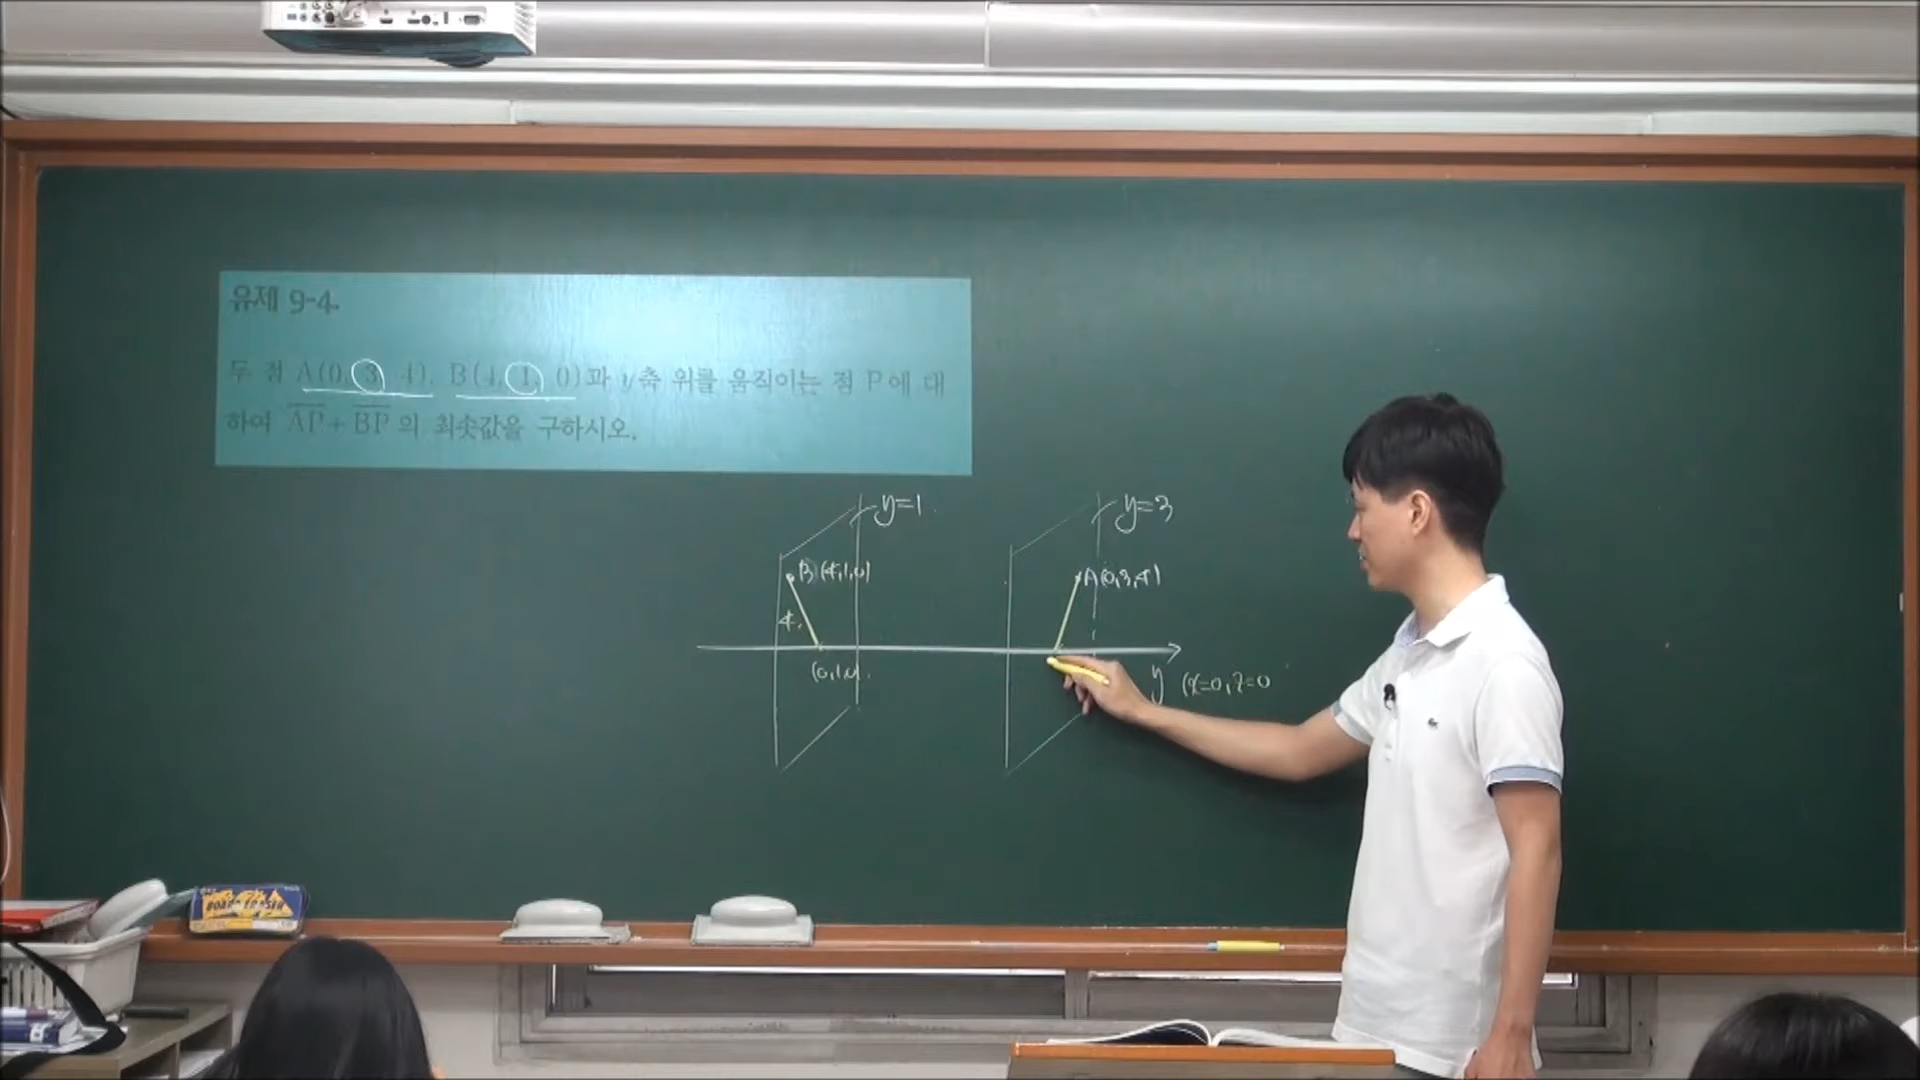 유제 9-4.
두 점 A(0, 3, 4), B(4, 1, 0)과 y축 위를 움직이는 점 P에 대
하여 AP+BP의 최솟값을 구하시오.
y=1
y=3
B(4,1,0)
A(0,3,4)
4
(0,1,0)
y (x=0, z=0
BOARD ERASER